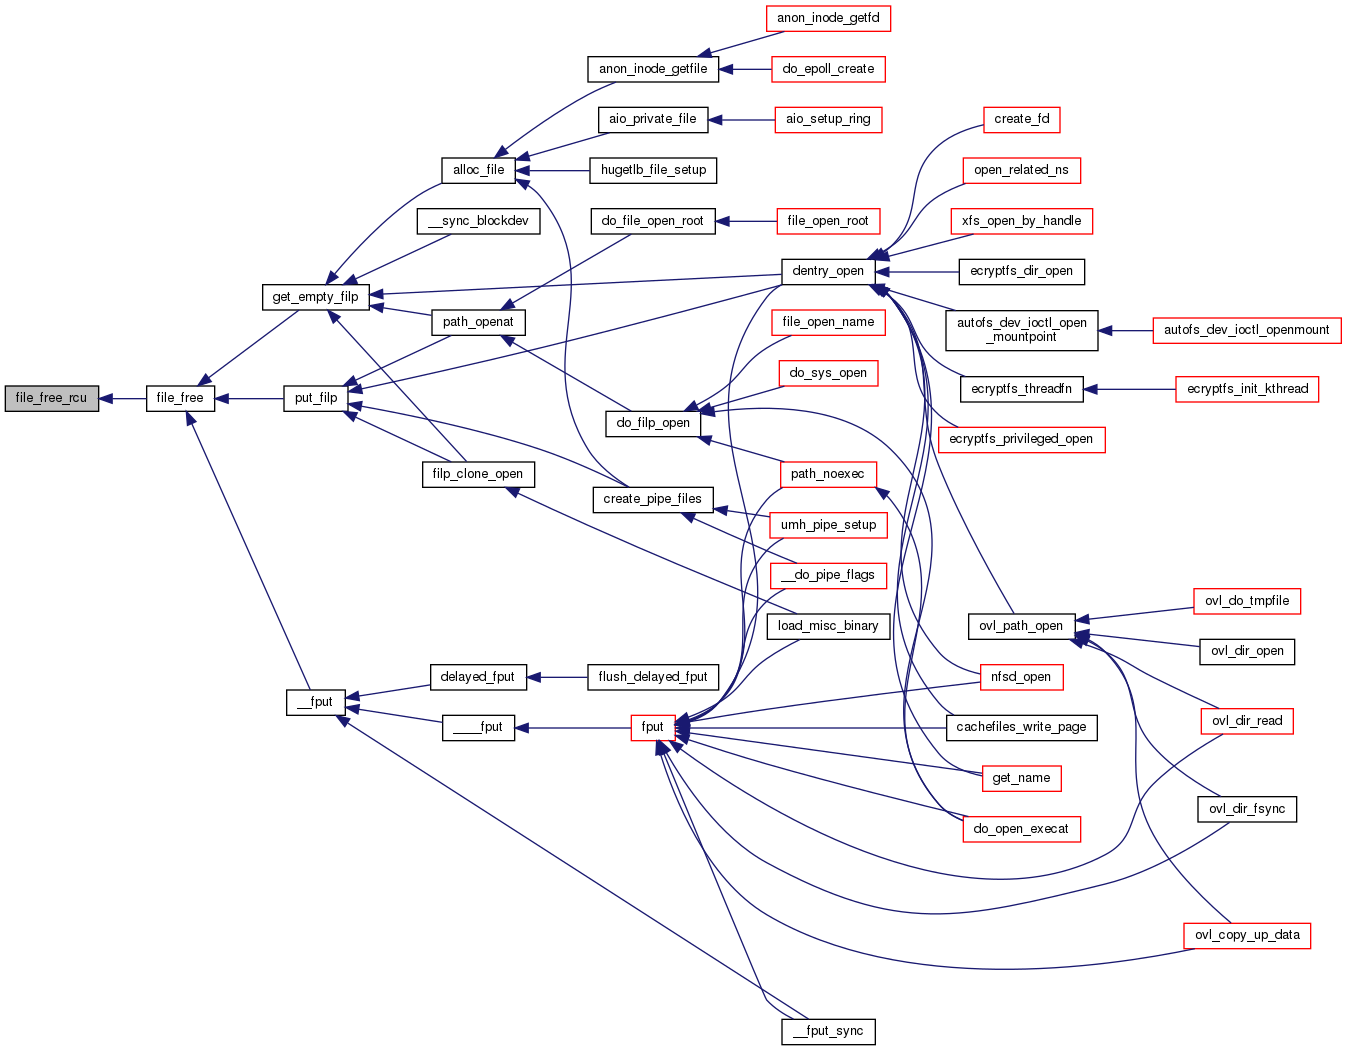 anon_inode_getfd
anon_inode_getfile
do_epoll_create
aio_private_file
aio_setup_ring
create_fd
alloc_file
hugetlb_file_setup
open_related_ns
__sync_blockdev
do_file_open_root
file_open_root
xfs_open_by_handle
dentry_open
ecryptfs_dir_open
get_empty_filp
path_openat
file_open_name
autofs_dev_ioctl_open
_mountpoint
autofs_dev_ioctl_openmount
do_sys_open
ecryptfs_threadfn
ecryptfs_init_kthread
file_free_rcu
file_free
put_filp
do_filp_open
ecryptfs_privileged_open
filp_clone_open
path_noexec
create_pipe_files
umh_pipe_setup
__do_pipe_flags
load_misc_binary
ovl_path_open
ovl_do_tmpfile
ovl_dir_open
delayed_fput
flush_delayed_fput
nfsd_open
__fput
____fput
fput
cachefiles_write_page
ovl_dir_read
get_name
ovl_dir_fsync
do_open_execat
ovl_copy_up_data
__fput_sync